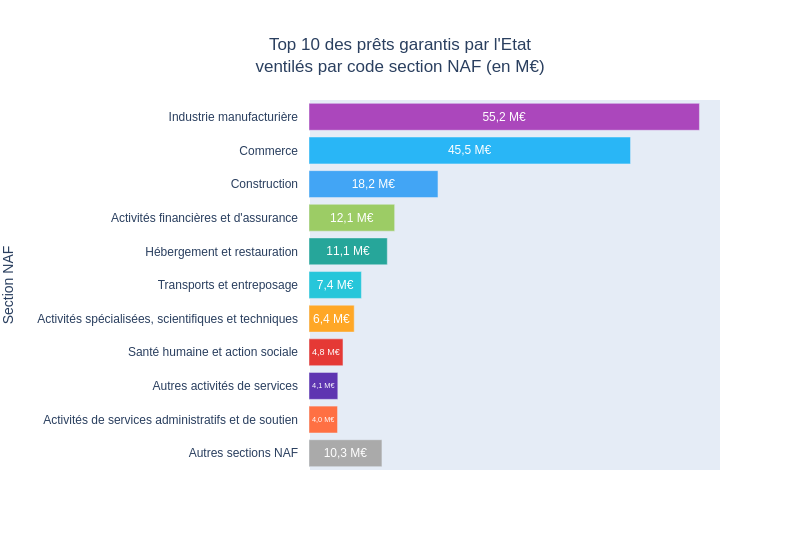 Top 10 des prêts garantis par l'Etat
ventilés par code section NAF (en M€)
Section NAF
Industrie manufacturière 55,2 M€
Commerce 45,5 M€
Construction 18,2 M€
Activités financières et d'assurance 12,1 M€
Hébergement et restauration 11,1 M€
Transports et entreposage 7,4 M€
Activités spécialisées, scientifiques et techniques 6,4 M€
Santé humaine et action sociale 4,8 M€
Autres activités de services 4,1 M€
Activités de services administratifs et de soutien 4,0 M€
Autres sections NAF 10,3 M€